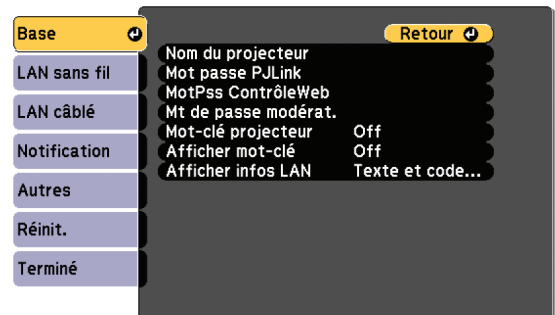 Base
LAN sans fil
LAN câblé
Notification
Autres
Réinit.
Terminé
Retour
Nom du projecteur
Mot passe PJLink
MotPss ContrôleWeb
Mt de passe modérat.
Mot-clé projecteur Off
Afficher mot-clé Off
Afficher infos LAN Texte et code...